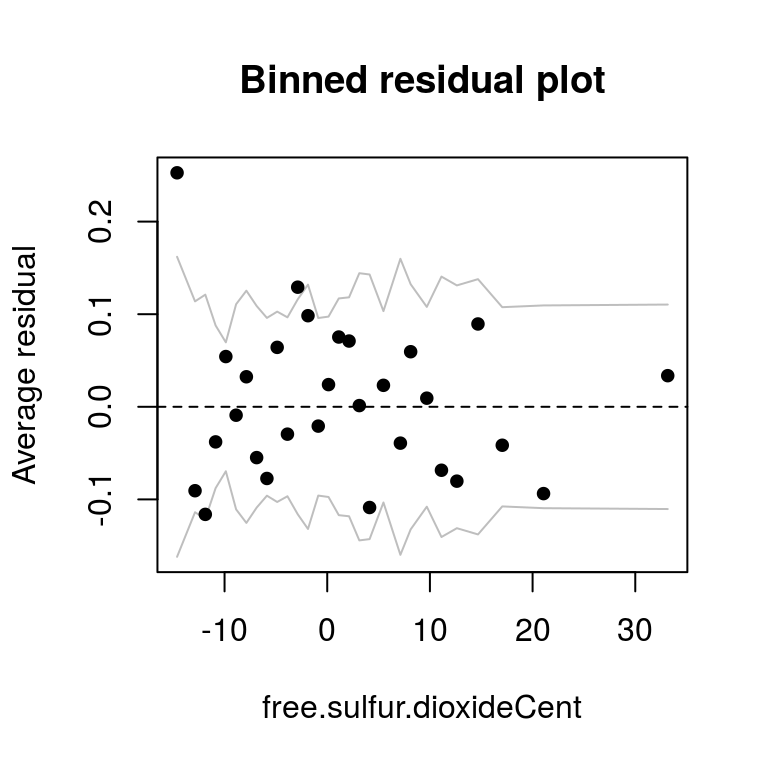 Binned residual plot
Average residual
0.2
0.1
0.0
-0.1
-10 0 10 20 30
free.sulfur.dioxideCent